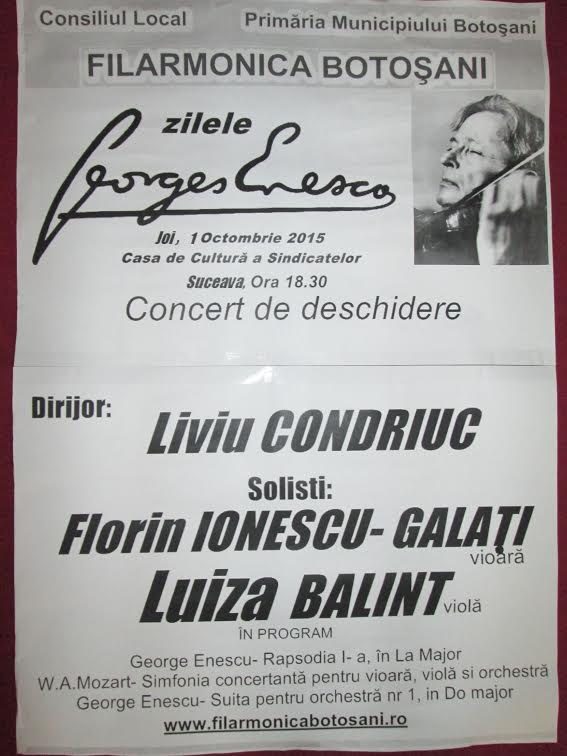 Consiliul Local Primăria Municipiului Botoşani
FILARMONICA BOTOŞANI
zilele
Georges Enesco
Joi, 1 Octombrie 2015
Casa de Cultură a Sindicatelor
Suceava, Ora 18.30
Concert de deschidere
Dirijor:
Liviu CONDRIUC
Solisti:
Florin IONESCU- GALAŢI
vioară
Luiza BALINT violă
ÎN PROGRAM
George Enescu- Rapsodia I- a, în La Major
W.A.Mozart- Simfonia concertantă pentru vioară, violă si orchestră
George Enescu- Suita pentru orchestră nr 1, in Do major
www.filarmonicabotosani.ro